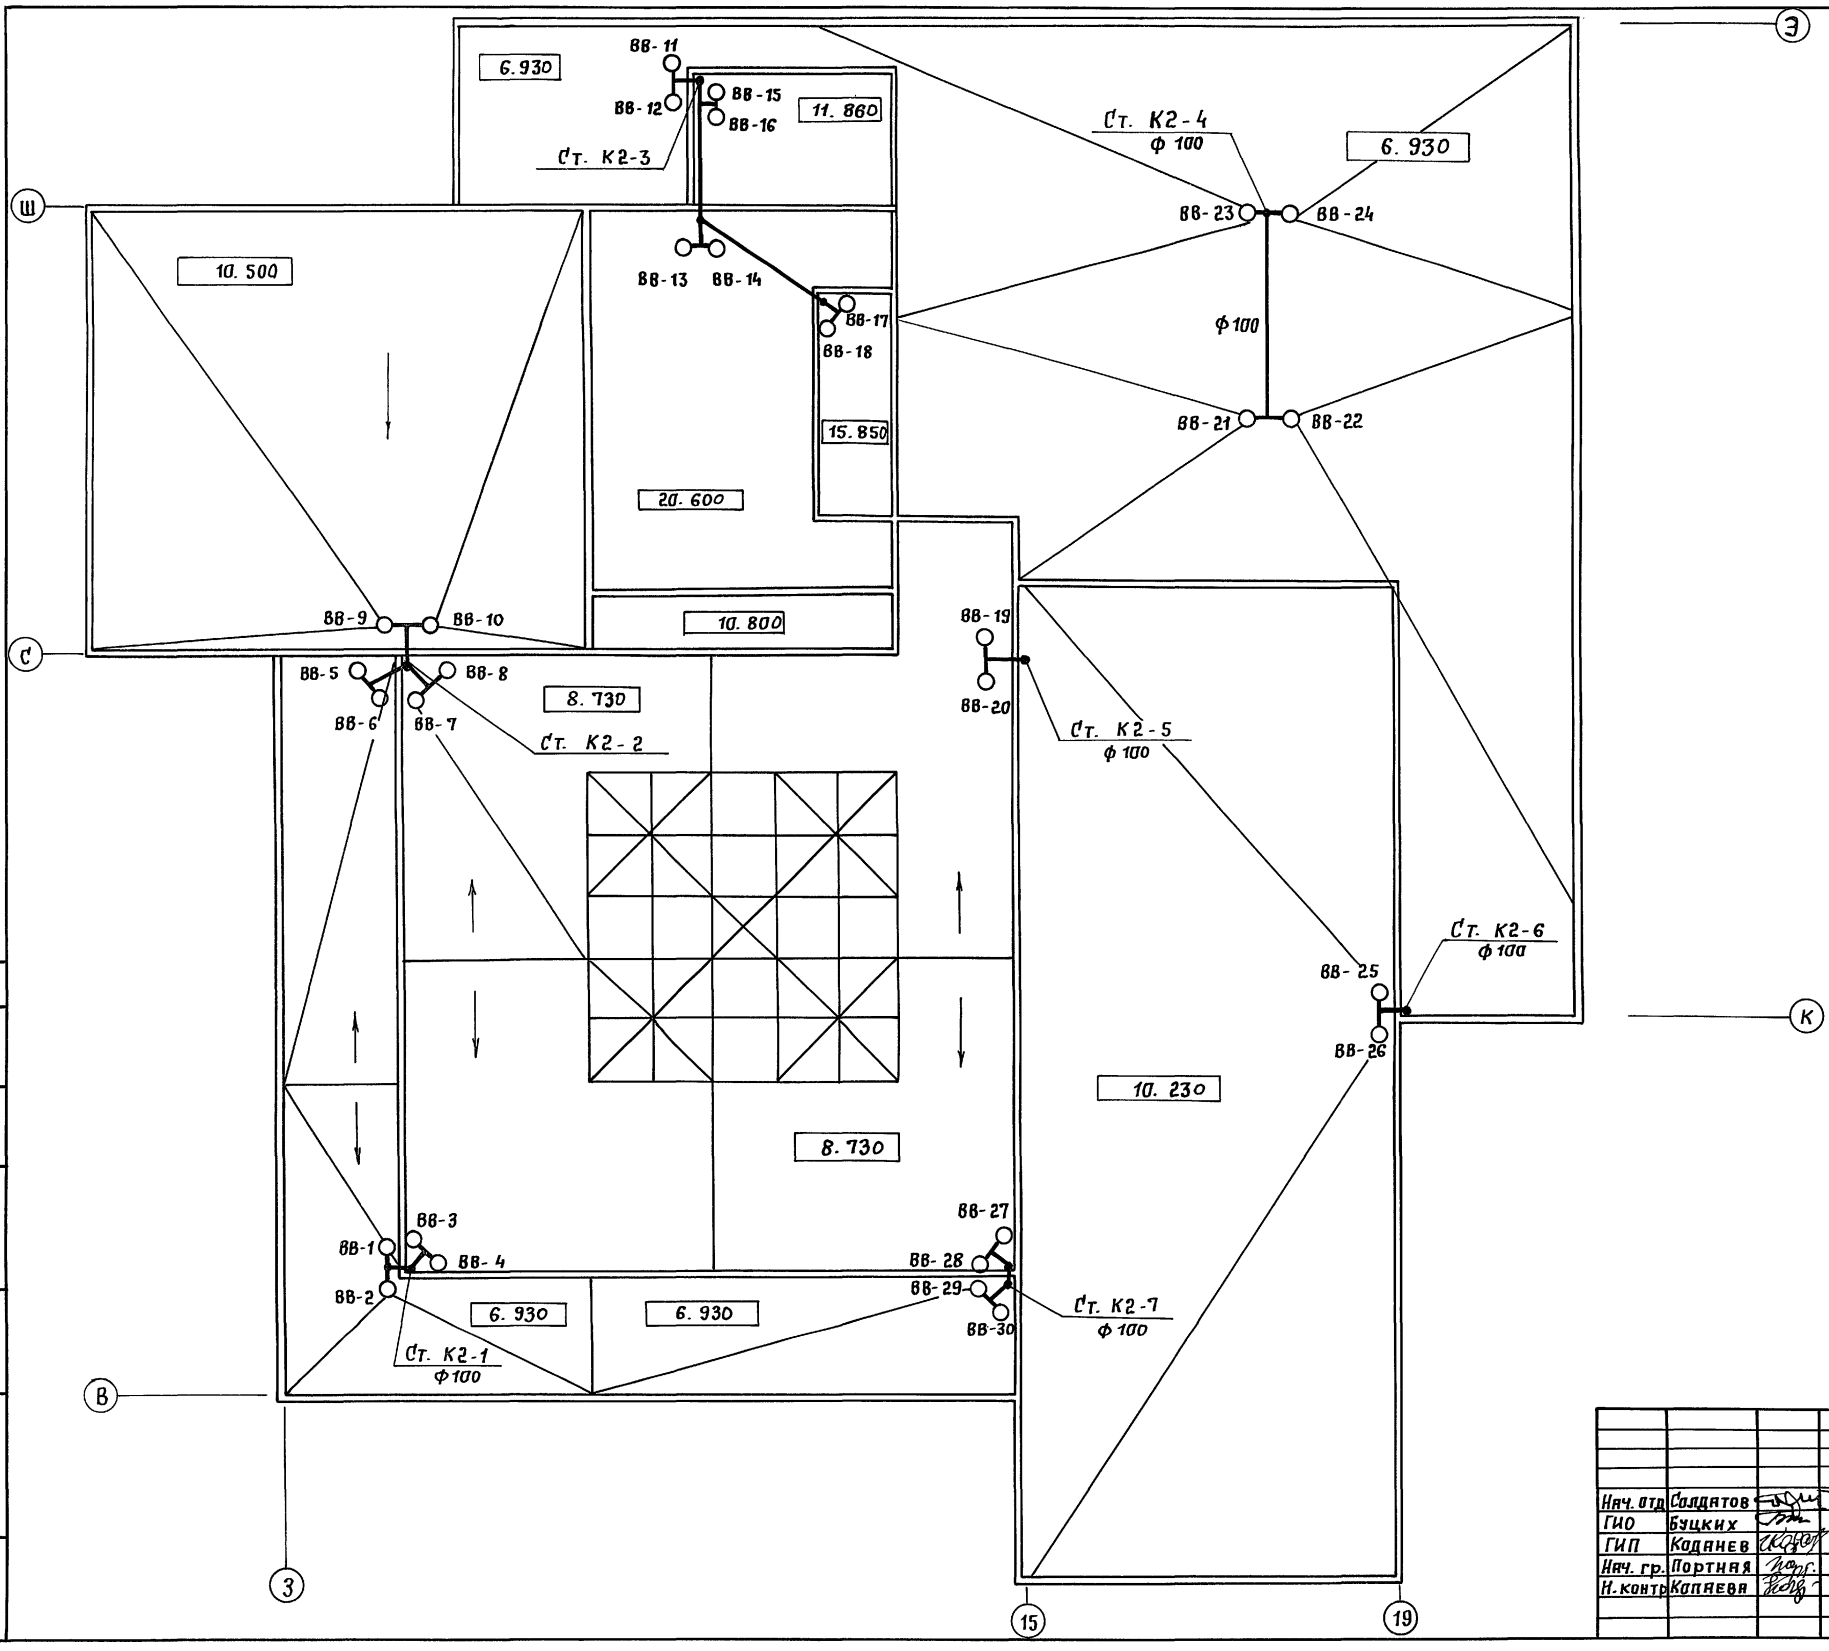 Э
ВВ-11
6.930
ВВ-12
ВВ-15
ВВ-16
11.860
Ст. К2-3
Ст. К2-4
ф 100
6.930
Ш
ВВ-23
ВВ-24
10.500
ВВ-13
ВВ-14
ВВ-17
ВВ-18
ф100
15.850
ВВ-21
ВВ-22
20.600
ВВ-9
ВВ-10
10.800
ВВ-19
С
ВВ-5
ВВ-8
ВВ-6
ВВ-7
8.730
ВВ-20
Ст. К2-2
Ст. К2-5
ф 100
Ст. К2-6
ф 100
ВВ-25
К
ВВ-26
10.230
8.730
ВВ-3
ВВ-27
ВВ-1
ВВ-4
ВВ-28
ВВ-2
ВВ-29
6.930
6.930
Ст. К2-7
ф 100
ВВ-30
Ст. К2-1
ф100
В
3
15
19
Нач. отд Солдатов
ГИО Буцких
ГИП Коданев
Нач. гр. Портная
Н.контр Капаева